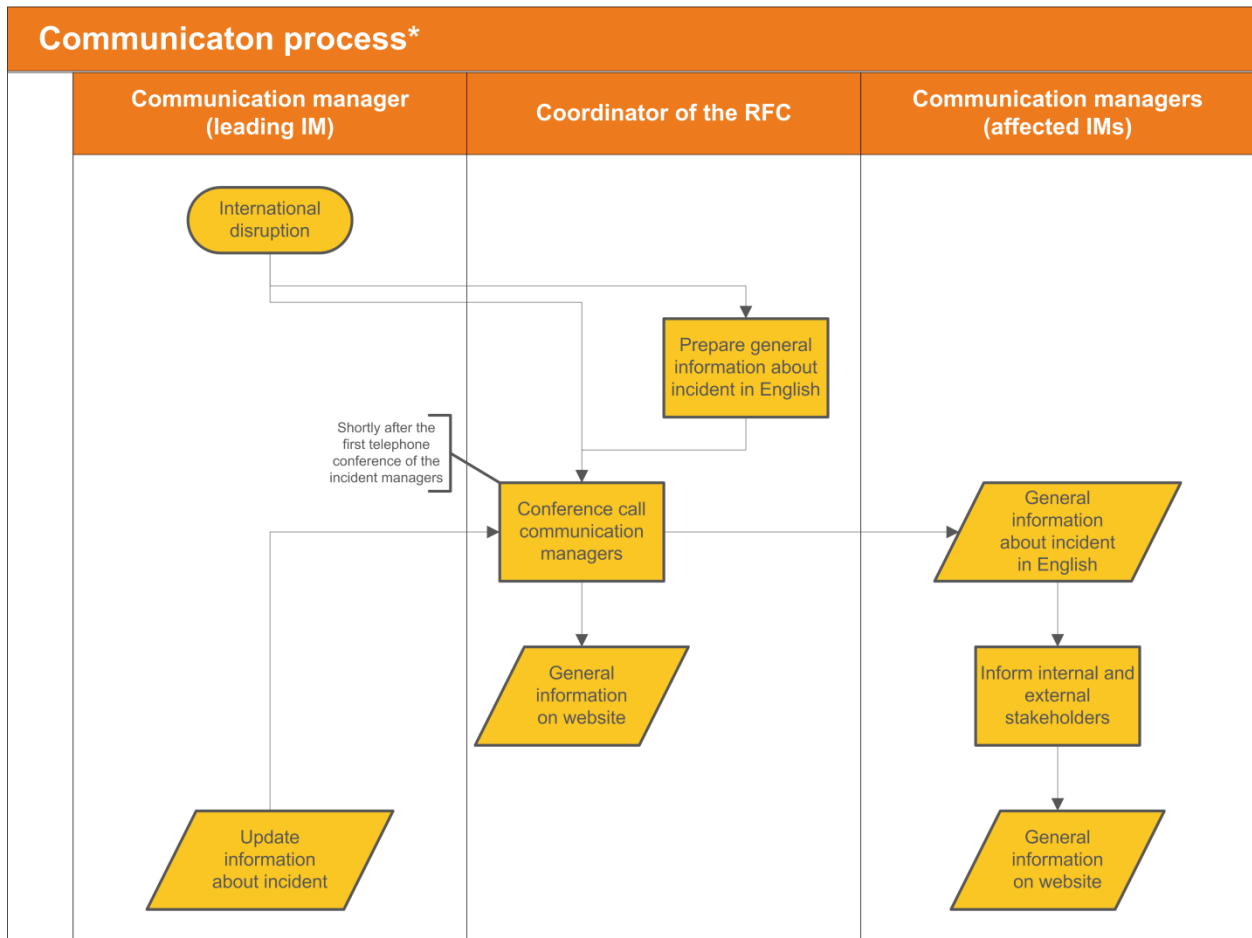 Communicaton process*
Communication manager
(leading IM)
Coordinator of the RFC
Communication managers
(affected IMs)
International
disruption
Prepare general
information about
incident in English
Shortly after the
first telephone
conference of the
incident managers
Conference call
communication
managers
General
information
about incident
in English
General
information
on website
Inform internal and
external
stakeholders
Update
information
about incident
General
information
on website